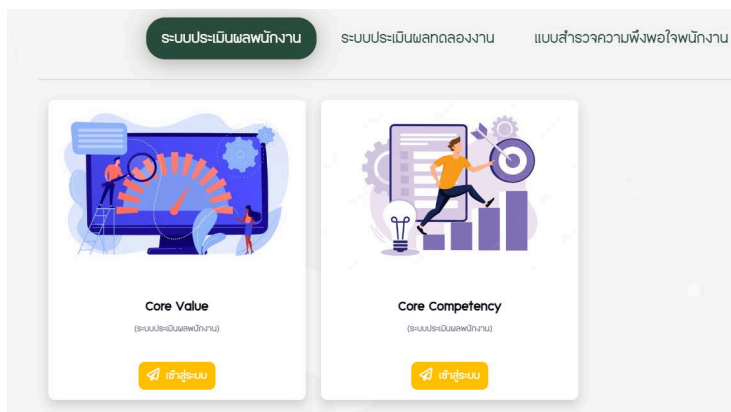 ระบบประเมินผลพนักงาน ระบบประเมินผลทดลองงาน แบบสำรวจความพึงพอใจพนักงาน
Core Value
(ระบบประเมินผลพนักงาน)
เข้าสู่ระบบ
Core Competency
(ระบบประเมินผลพนักงาน)
เข้าสู่ระบบ